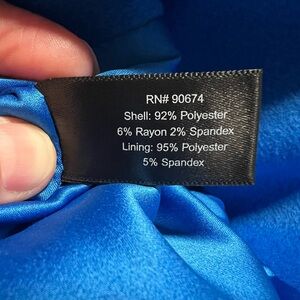 RN# 90674
Shell: 92% Polyester
6% Rayon 2% Spandex
Lining: 95% Polyester
5% Spandex